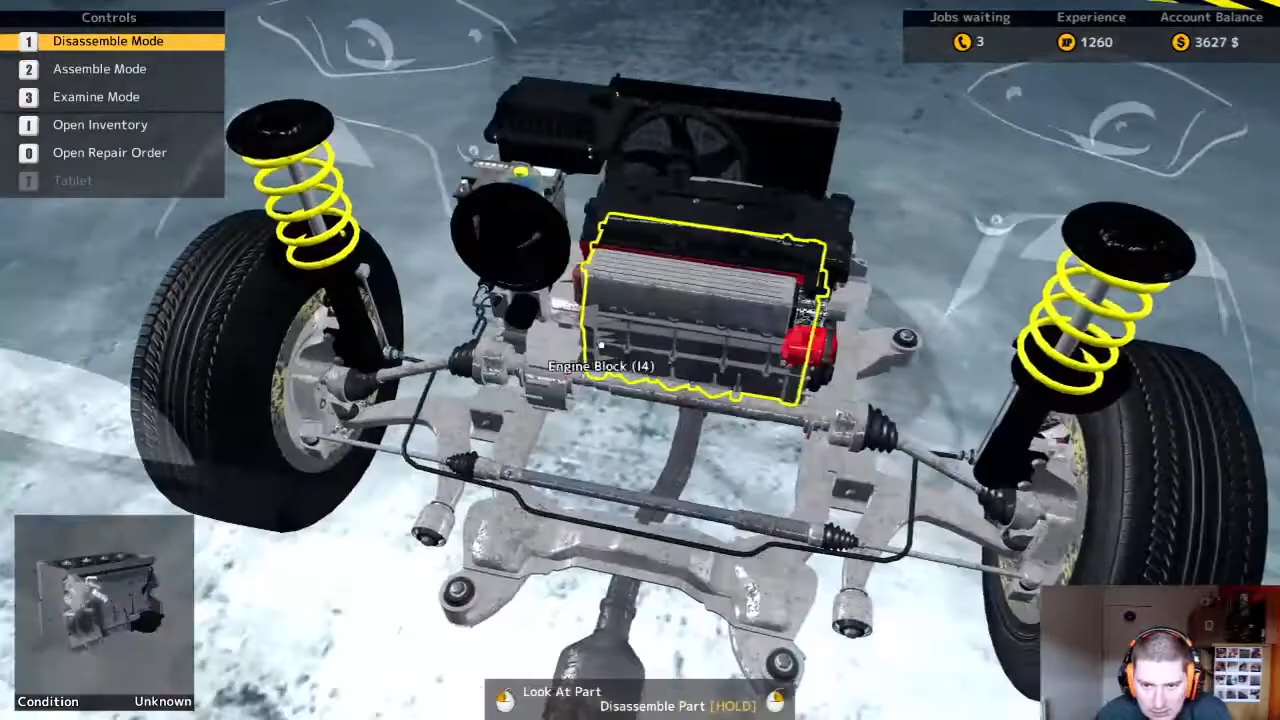 Controls
1 Disassemble Mode
2 Assemble Mode
3 Examine Mode
I Open Inventory
O Open Repair Order
T Tablet
Jobs waiting Experience Account Balance
3 XP 1260 $ 3627 $
Engine Block (I4)
Condition Unknown
Look At Part
Disassemble Part [HOLD]